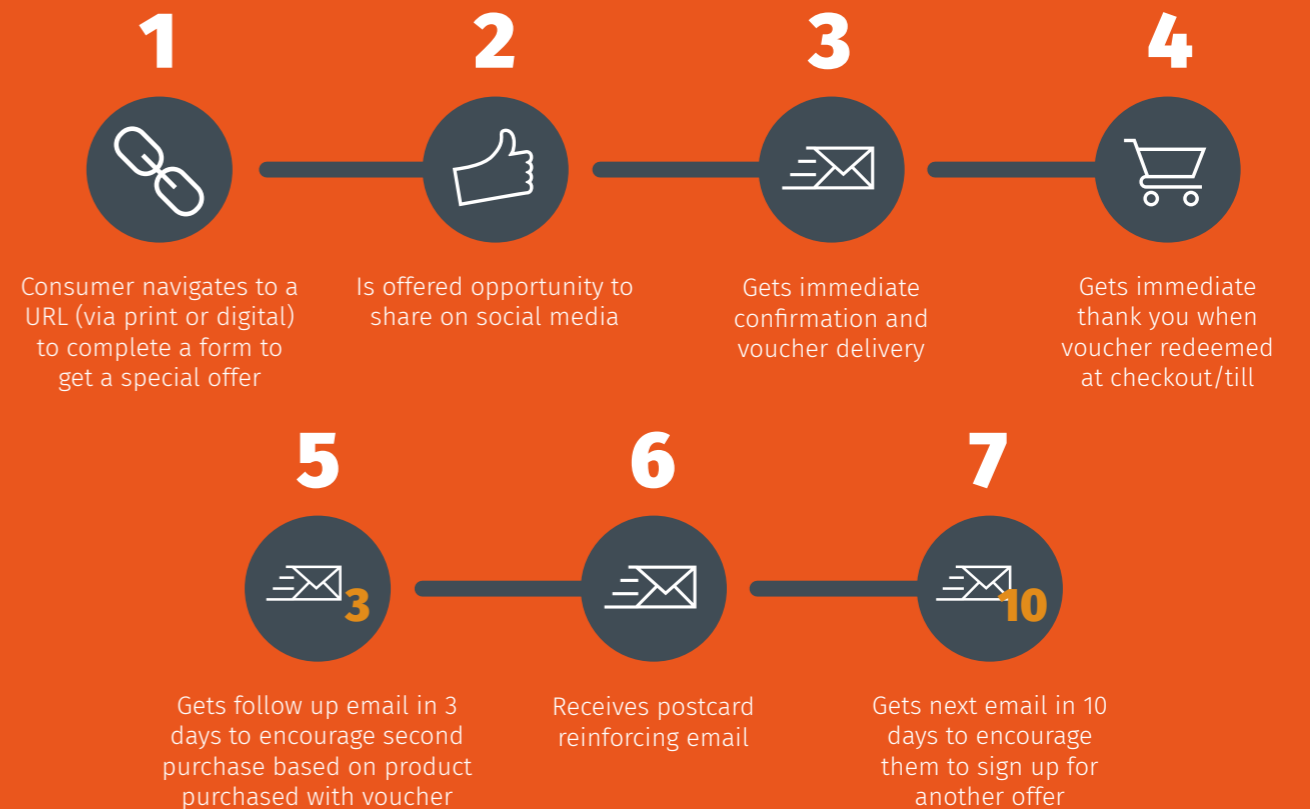 1
2
3
4
Consumer navigates to a
URL (via print or digital)
to complete a form to
get a special offer
Is offered opportunity to
share on social media
Gets immediate
confirmation and
voucher delivery
Gets immediate
thank you when
voucher redeemed
at checkout/till
5
6
7
3
10
Gets follow up email in 3
days to encourage second
purchase based on product
purchased with voucher
Receives postcard
reinforcing email
Gets next email in 10
days to encourage
them to sign up for
another offer